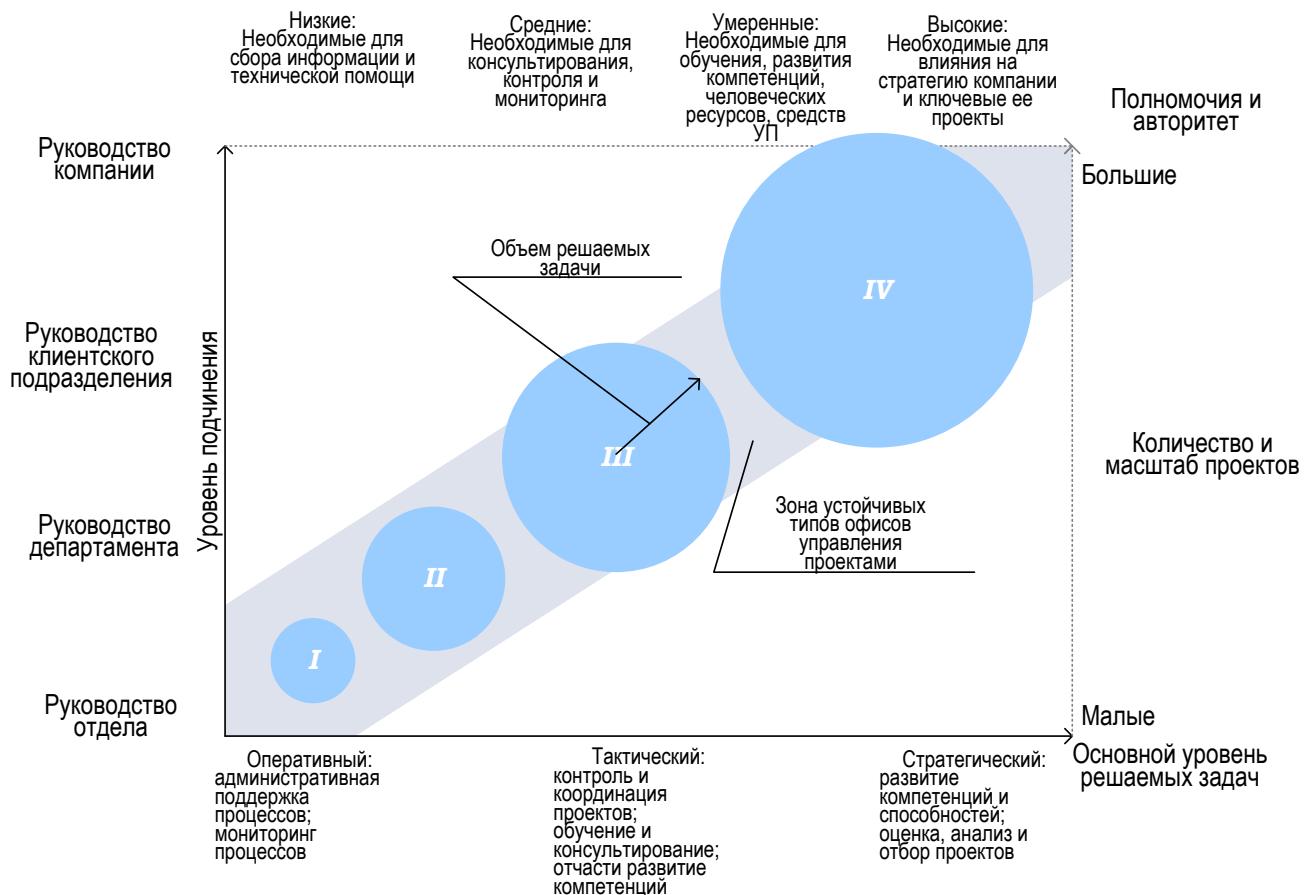 Низкие:
Необходимые для
сбора информации и
технической помощи
Средние:
Необходимые для
консультирования,
контроля и
мониторинга
Умеренные:
Необходимые для
обучения, развития
компетенций,
человеческих
ресурсов, средств
УП
Высокие:
Необходимые для
влияния на
стратегию компании
и ключевые ее
проекты
Полномочия и
авторитет
Руководство
компании
Большие
Объем решаемых
задачи
IV
Руководство
клиентского
подразделения
Уровень подчинения
III
Количество и
масштаб проектов
Зона устойчивых
типов офисов
управления
проектами
Руководство
департамента
II
I
Руководство
отдела
Малые
Основной уровень
решаемых задач
Оперативный:
административная
поддержка
процессов;
мониторинг
процессов
Тактический:
контроль и
координация
проектов;
обучение и
консультирование;
отчасти развитие
компетенций
Стратегический:
развитие
компетенций и
способностей;
оценка, анализ и
отбор проектов